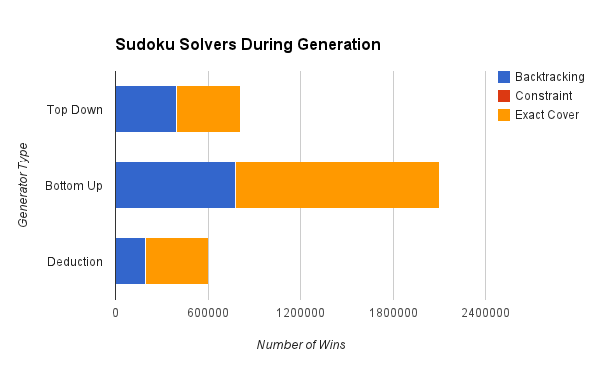 Sudoku Solvers During Generation
Backtracking
Constraint
Exact Cover
Generator Type
Top Down
Bottom Up
Deduction
0 600000 1200000 1800000 2400000
Number of Wins